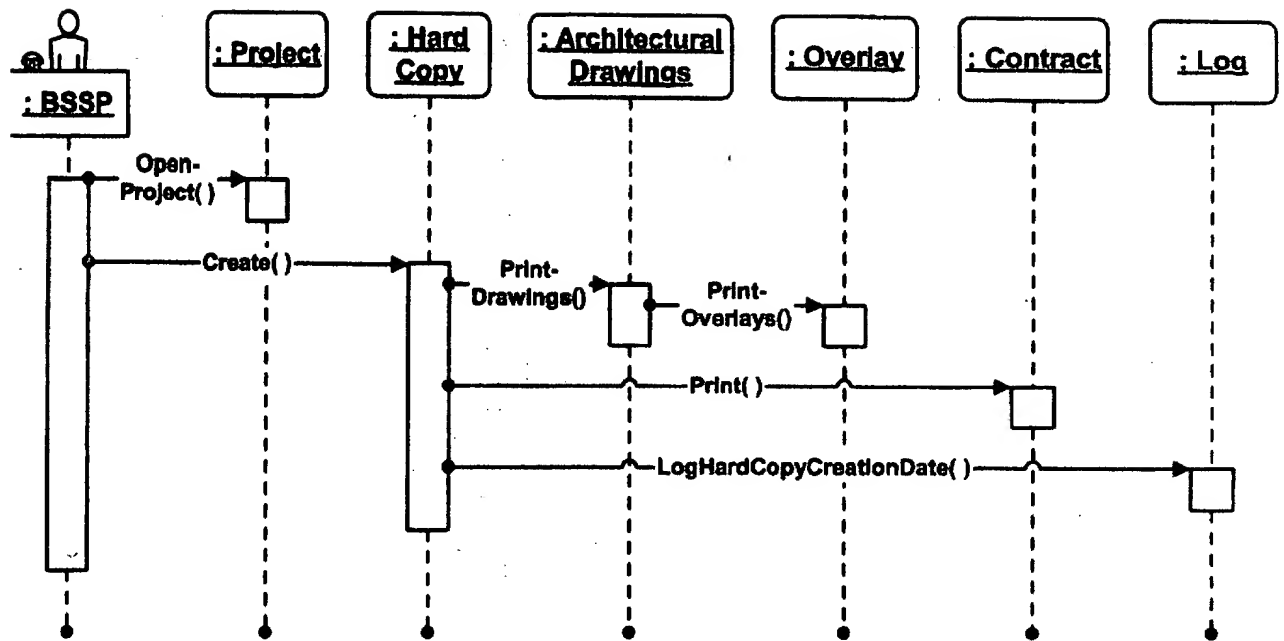 : BSSP
: Project
: Hard
Copy
: Architectural
Drawings
: Overlay
: Contract
: Log
Open-
Project( )
Create( )
Print-
Drawings()
Print-
Overlays()
Print( )
LogHardCopyCreationDate( )